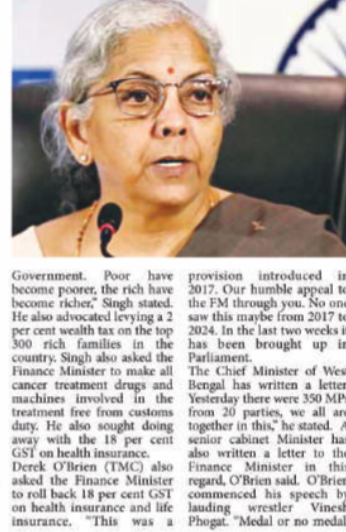 Government. Poor have
become poorer, the rich have
become richer," Singh stated.
He also advocated levying a 2
per cent wealth tax on the top
300 rich families in the
country. Singh also asked the
Finance Minister to make all
cancer treatment drugs and
machines involved in the
treatment free from customs
duty. He also sought doing
away with the 18 per cent
GST on health insurance.
Derek O'Brien (TMC) also
asked the Finance Minister
to roll back 18 per cent GST
on health insurance and life
insurance. "This was a
provision introduced in
2017. Our humble appeal to
the FM through you. No one
saw this maybe from 2017 to
2024. In the last two weeks it
has been brought up in
Parliament.
The Chief Minister of West
Bengal has written a letter.
Yesterday there were 350 MPs
from 20 parties, we all are
together in this," he stated. A
senior cabinet Minister has
also written a letter to the
Finance Minister in this
regard, O'Brien said. O'Brien
commenced his speech by
lauding wrestler Vinesh
Phogat. "Medal or no medal